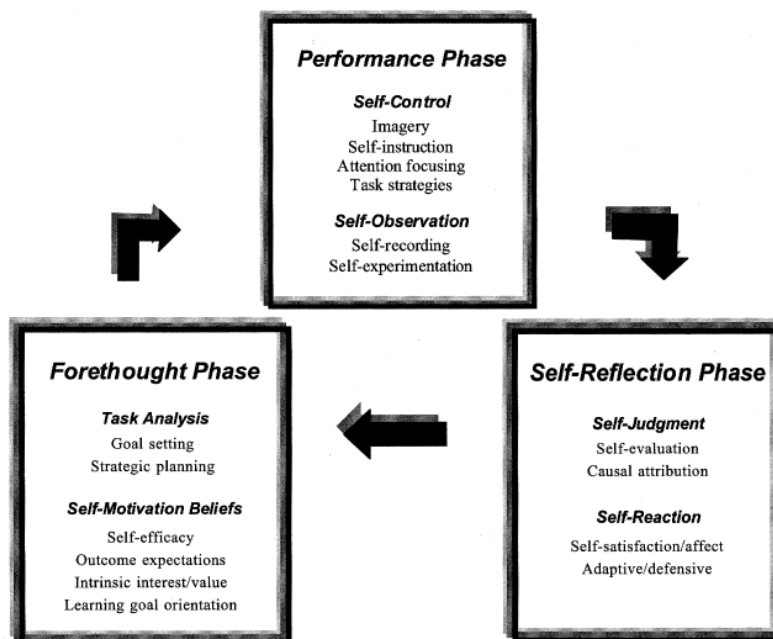 Performance Phase
Self-Control
Imagery
Self-instruction
Attention focusing
Task strategies
Self-Observation
Self-recording
Self-experimentation
Forethought Phase
Task Analysis
Goal setting
Strategic planning
Self-Motivation Beliefs
Self-efficacy
Outcome expectations
Intrinsic interest/value
Learning goal orientation
Self-Reflection Phase
Self-Judgment
Self-evaluation
Causal attribution
Self-Reaction
Self-satisfaction/affect
Adaptive/defensive